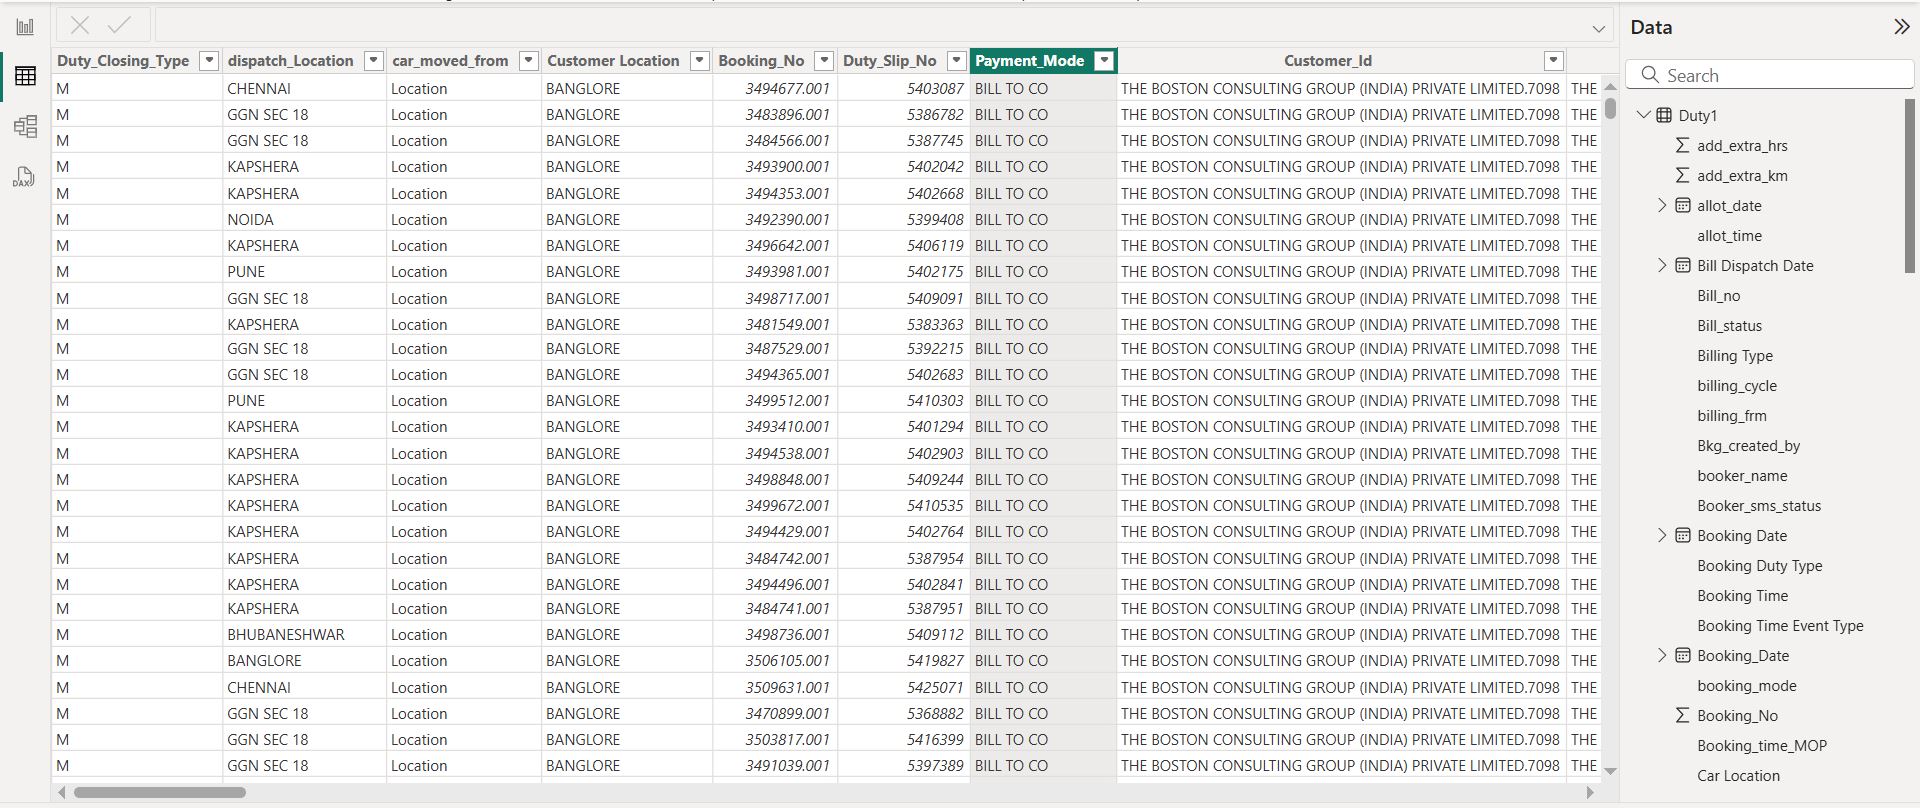 Data
Duty_Closing_Type dispatch_Location car_moved_from Customer Location Booking_No Duty_Slip_No Payment_Mode Customer_Id
M CHENNAI Location BANGLORE 3494677.001 5403087 BILL TO CO THE BOSTON CONSULTING GROUP (INDIA) PRIVATE LIMITED.7098 THE
M GGN SEC 18 Location BANGLORE 3483896.001 5386782 BILL TO CO THE BOSTON CONSULTING GROUP (INDIA) PRIVATE LIMITED.7098 THE
M GGN SEC 18 Location BANGLORE 3484566.001 5387745 BILL TO CO THE BOSTON CONSULTING GROUP (INDIA) PRIVATE LIMITED.7098 THE
M KAPSHERA Location BANGLORE 3493900.001 5402042 BILL TO CO THE BOSTON CONSULTING GROUP (INDIA) PRIVATE LIMITED.7098 THE
M KAPSHERA Location BANGLORE 3494353.001 5402668 BILL TO CO THE BOSTON CONSULTING GROUP (INDIA) PRIVATE LIMITED.7098 THE
M NOIDA Location BANGLORE 3492390.001 5399408 BILL TO CO THE BOSTON CONSULTING GROUP (INDIA) PRIVATE LIMITED.7098 THE
M KAPSHERA Location BANGLORE 3496642.001 5406119 BILL TO CO THE BOSTON CONSULTING GROUP (INDIA) PRIVATE LIMITED.7098 THE
M PUNE Location BANGLORE 3493981.001 5402175 BILL TO CO THE BOSTON CONSULTING GROUP (INDIA) PRIVATE LIMITED.7098 THE
M GGN SEC 18 Location BANGLORE 3498717.001 5409091 BILL TO CO THE BOSTON CONSULTING GROUP (INDIA) PRIVATE LIMITED.7098 THE
M KAPSHERA Location BANGLORE 3481549.001 5383363 BILL TO CO THE BOSTON CONSULTING GROUP (INDIA) PRIVATE LIMITED.7098 THE
M GGN SEC 18 Location BANGLORE 3487529.001 5392215 BILL TO CO THE BOSTON CONSULTING GROUP (INDIA) PRIVATE LIMITED.7098 THE
M GGN SEC 18 Location BANGLORE 3494365.001 5402683 BILL TO CO THE BOSTON CONSULTING GROUP (INDIA) PRIVATE LIMITED.7098 THE
M PUNE Location BANGLORE 3499512.001 5410303 BILL TO CO THE BOSTON CONSULTING GROUP (INDIA) PRIVATE LIMITED.7098 THE
M KAPSHERA Location BANGLORE 3493410.001 5401294 BILL TO CO THE BOSTON CONSULTING GROUP (INDIA) PRIVATE LIMITED.7098 THE
M KAPSHERA Location BANGLORE 3494538.001 5402903 BILL TO CO THE BOSTON CONSULTING GROUP (INDIA) PRIVATE LIMITED.7098 THE
M KAPSHERA Location BANGLORE 3498848.001 5409244 BILL TO CO THE BOSTON CONSULTING GROUP (INDIA) PRIVATE LIMITED.7098 THE
M KAPSHERA Location BANGLORE 3499672.001 5410535 BILL TO CO THE BOSTON CONSULTING GROUP (INDIA) PRIVATE LIMITED.7098 THE
M KAPSHERA Location BANGLORE 3494429.001 5402764 BILL TO CO THE BOSTON CONSULTING GROUP (INDIA) PRIVATE LIMITED.7098 THE
M KAPSHERA Location BANGLORE 3484742.001 5387954 BILL TO CO THE BOSTON CONSULTING GROUP (INDIA) PRIVATE LIMITED.7098 THE
M KAPSHERA Location BANGLORE 3494496.001 5402841 BILL TO CO THE BOSTON CONSULTING GROUP (INDIA) PRIVATE LIMITED.7098 THE
M KAPSHERA Location BANGLORE 3484741.001 5387951 BILL TO CO THE BOSTON CONSULTING GROUP (INDIA) PRIVATE LIMITED.7098 THE
M BHUBANESHWAR Location BANGLORE 3498736.001 5409112 BILL TO CO THE BOSTON CONSULTING GROUP (INDIA) PRIVATE LIMITED.7098 THE
M BANGLORE Location BANGLORE 3506105.001 5419827 BILL TO CO THE BOSTON CONSULTING GROUP (INDIA) PRIVATE LIMITED.7098 THE
M CHENNAI Location BANGLORE 3509631.001 5425071 BILL TO CO THE BOSTON CONSULTING GROUP (INDIA) PRIVATE LIMITED.7098 THE
M GGN SEC 18 Location BANGLORE 3470899.001 5368882 BILL TO CO THE BOSTON CONSULTING GROUP (INDIA) PRIVATE LIMITED.7098 THE
M GGN SEC 18 Location BANGLORE 3503817.001 5416399 BILL TO CO THE BOSTON CONSULTING GROUP (INDIA) PRIVATE LIMITED.7098 THE
M GGN SEC 18 Location BANGLORE 3491039.001 5397389 BILL TO CO THE BOSTON CONSULTING GROUP (INDIA) PRIVATE LIMITED.7098 THE
DAX
Search
Duty1
add_extra_hrs
add_extra_km
allot_date
allot_time
Bill Dispatch Date
Bill_no
Bill_status
Billing Type
billing_cycle
billing_frm
Bkg_created_by
booker_name
Booker_sms_status
Booking Date
Booking Duty Type
Booking Time
Booking Time Event Type
Booking_Date
booking_mode
Booking_No
Booking_time_MOP
Car Location